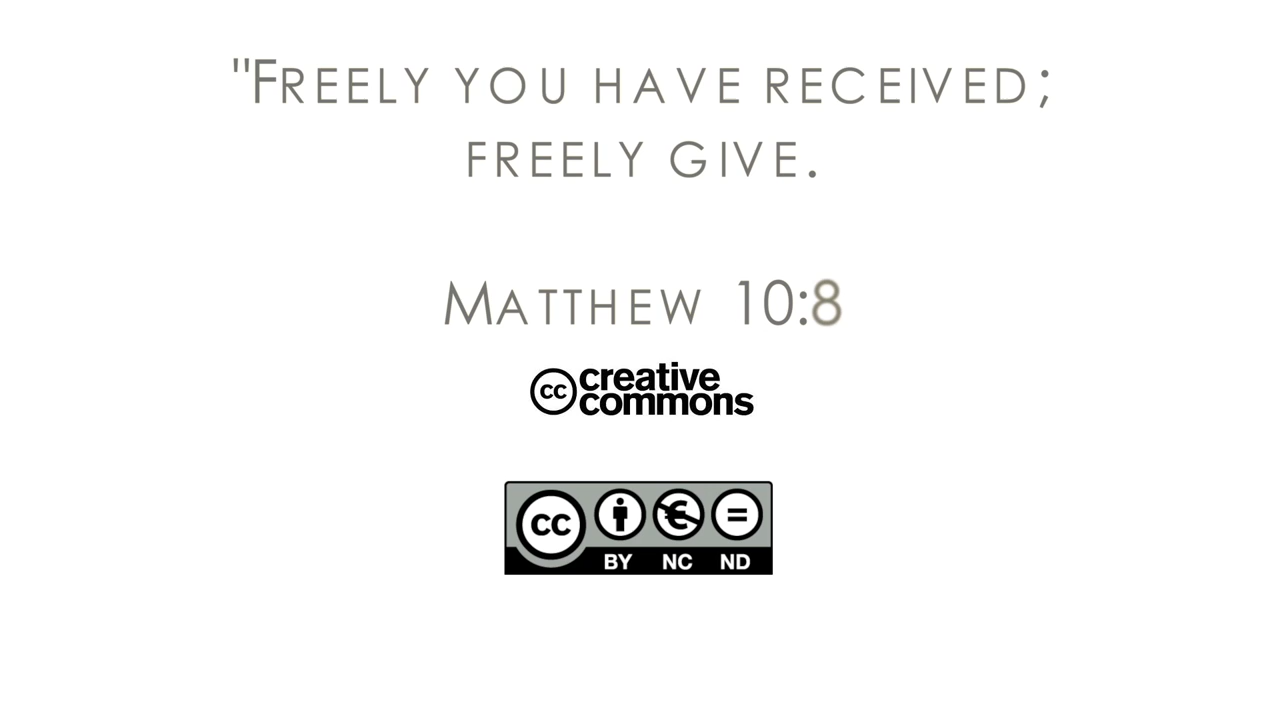 "FREELY YOU HAVE RECEIVED;
FREELY GIVE.
MATTHEW 10:8
cc creative
commons
cc BY NC ND